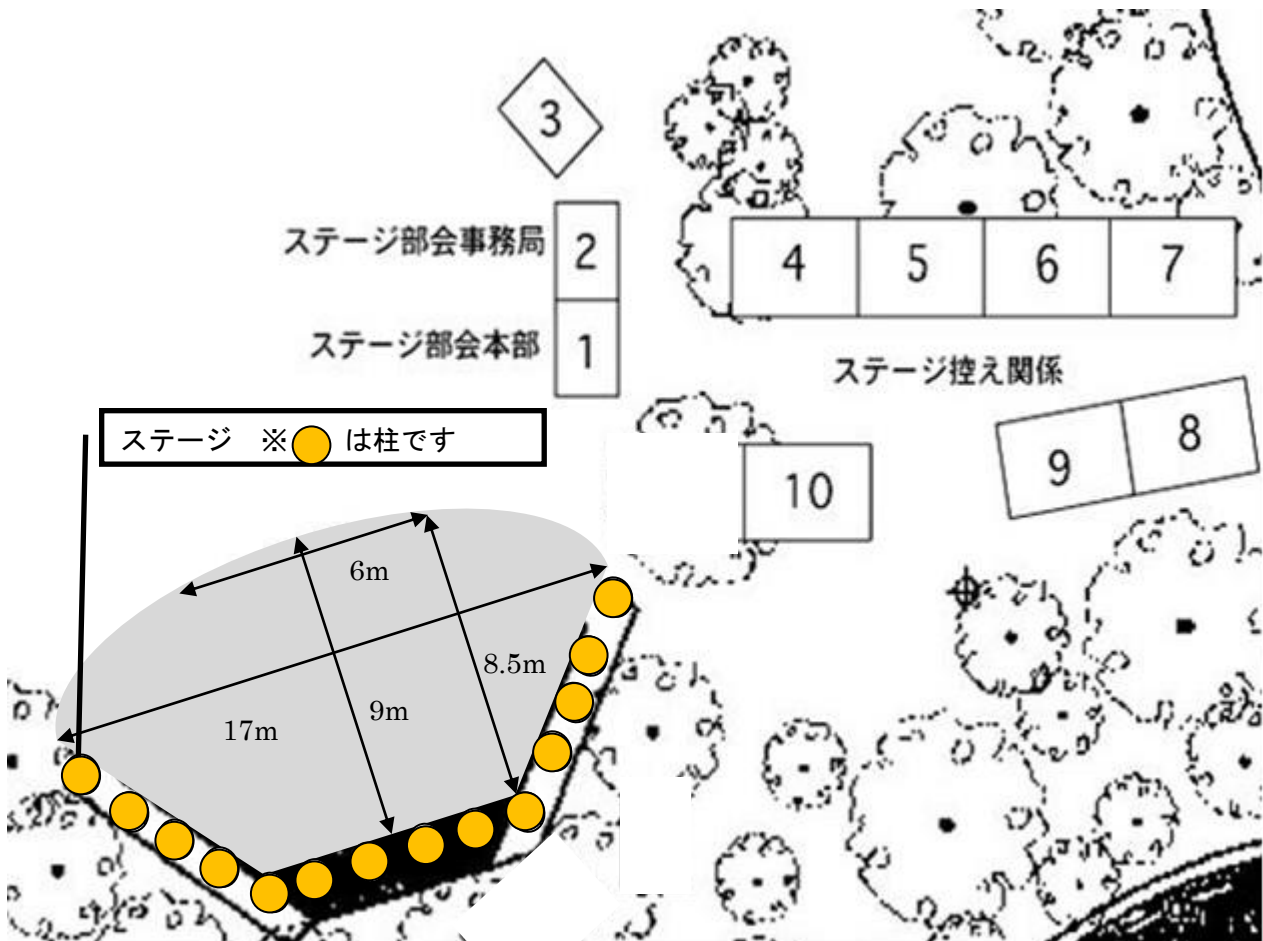 3
ステージ部会事務局
2
4
5
6
7
ステージ部会本部
1
ステージ控え関係
ステージ ※ は柱です
9
8
10
6m
8.5m
9m
17m